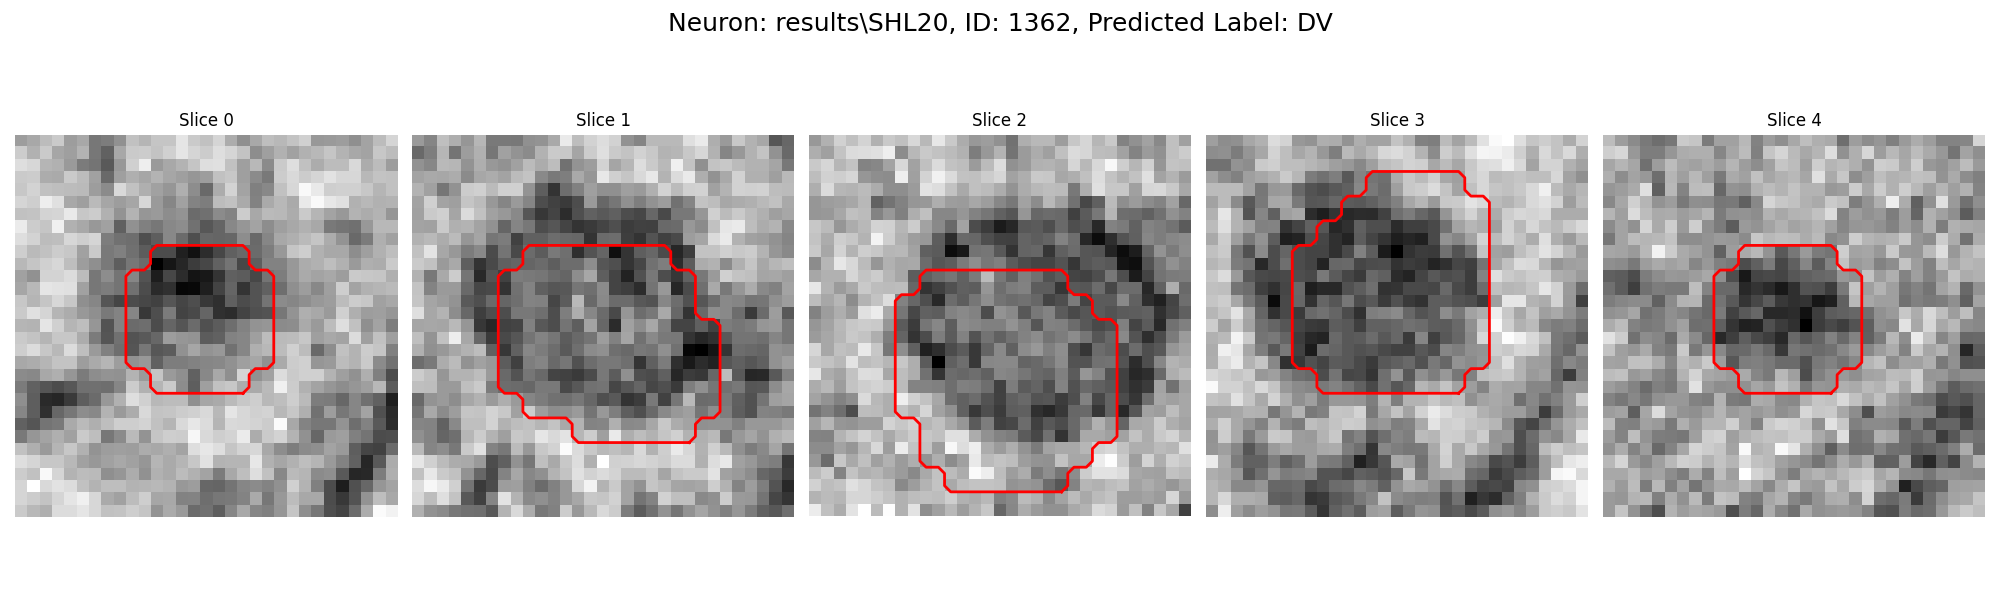 Neuron: results\SHL20, ID: 1362, Predicted Label: DV
Slice 0
Slice 1
Slice 2
Slice 3
Slice 4